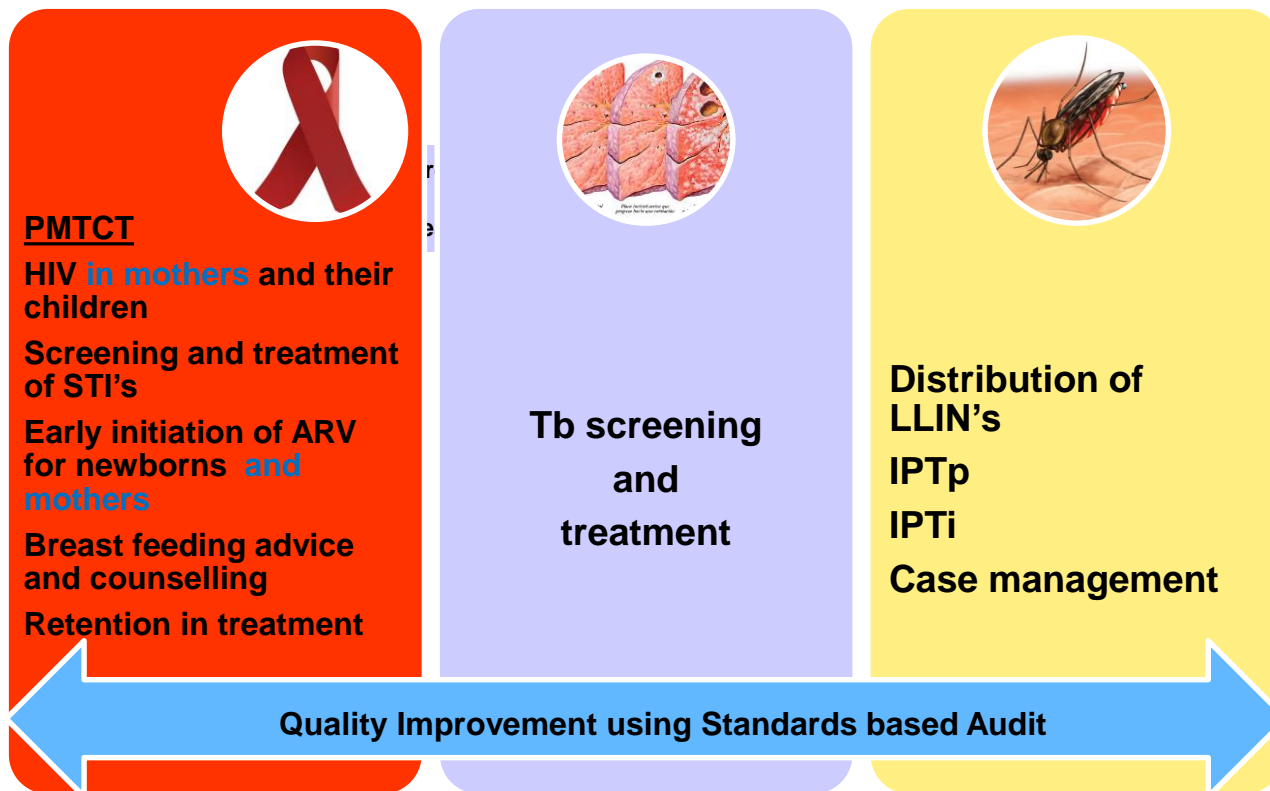 PMTCT
HIV in mothers and their
children
Screening and treatment
of STI's
Early initiation of ARV
for newborns and
mothers
Breast feeding advice
and counselling
Retention in treatment
Tb screening
and
treatment
Distribution of
LLIN's
IPTp
IPTi
Case management
Quality Improvement using Standards based Audit